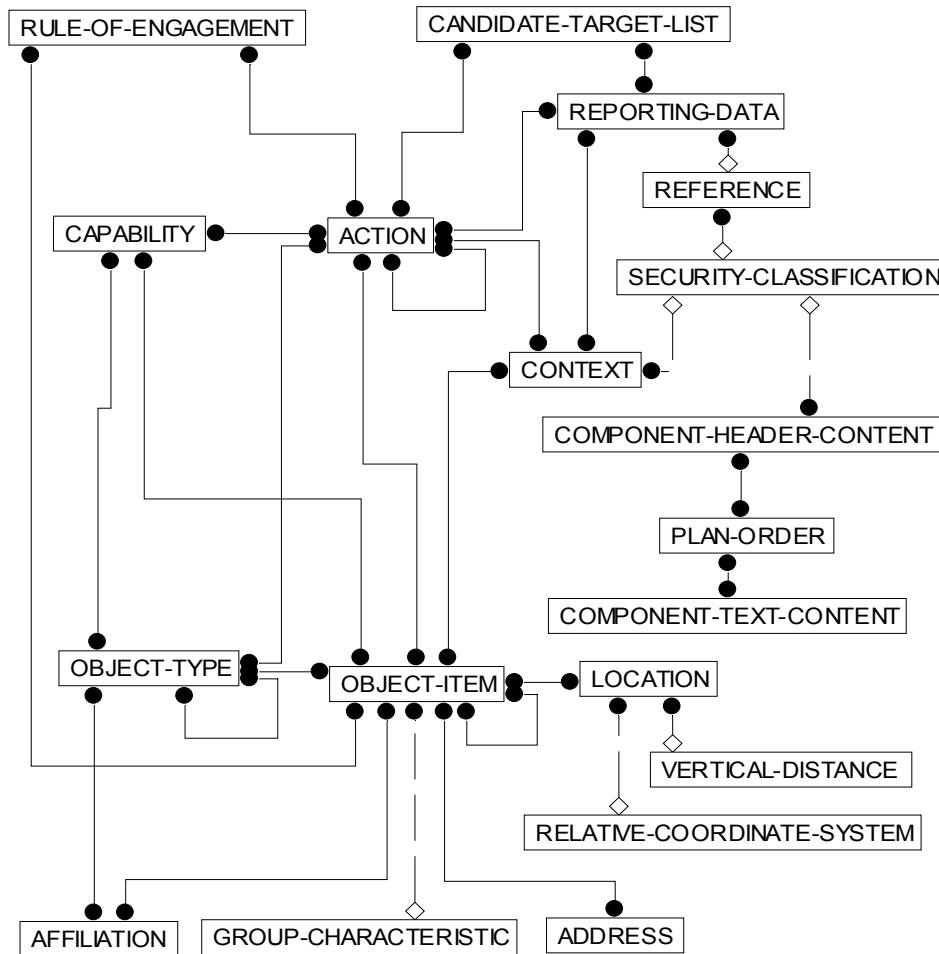 RULE-OF-ENGAGEMENT
CANDIDATE-TARGET-LIST
REPORTING-DATA
REFERENCE
CAPABILITY
ACTION
SECURITY-CLASSIFICATION
CONTEXT
COMPONENT-HEADER-CONTENT
PLAN-ORDER
COMPONENT-TEXT-CONTENT
OBJECT-TYPE
OBJECT-ITEM
LOCATION
VERTICAL-DISTANCE
RELATIVE-COORDINATE-SYSTEM
AFFILIATION
GROUP-CHARACTERISTIC
ADDRESS